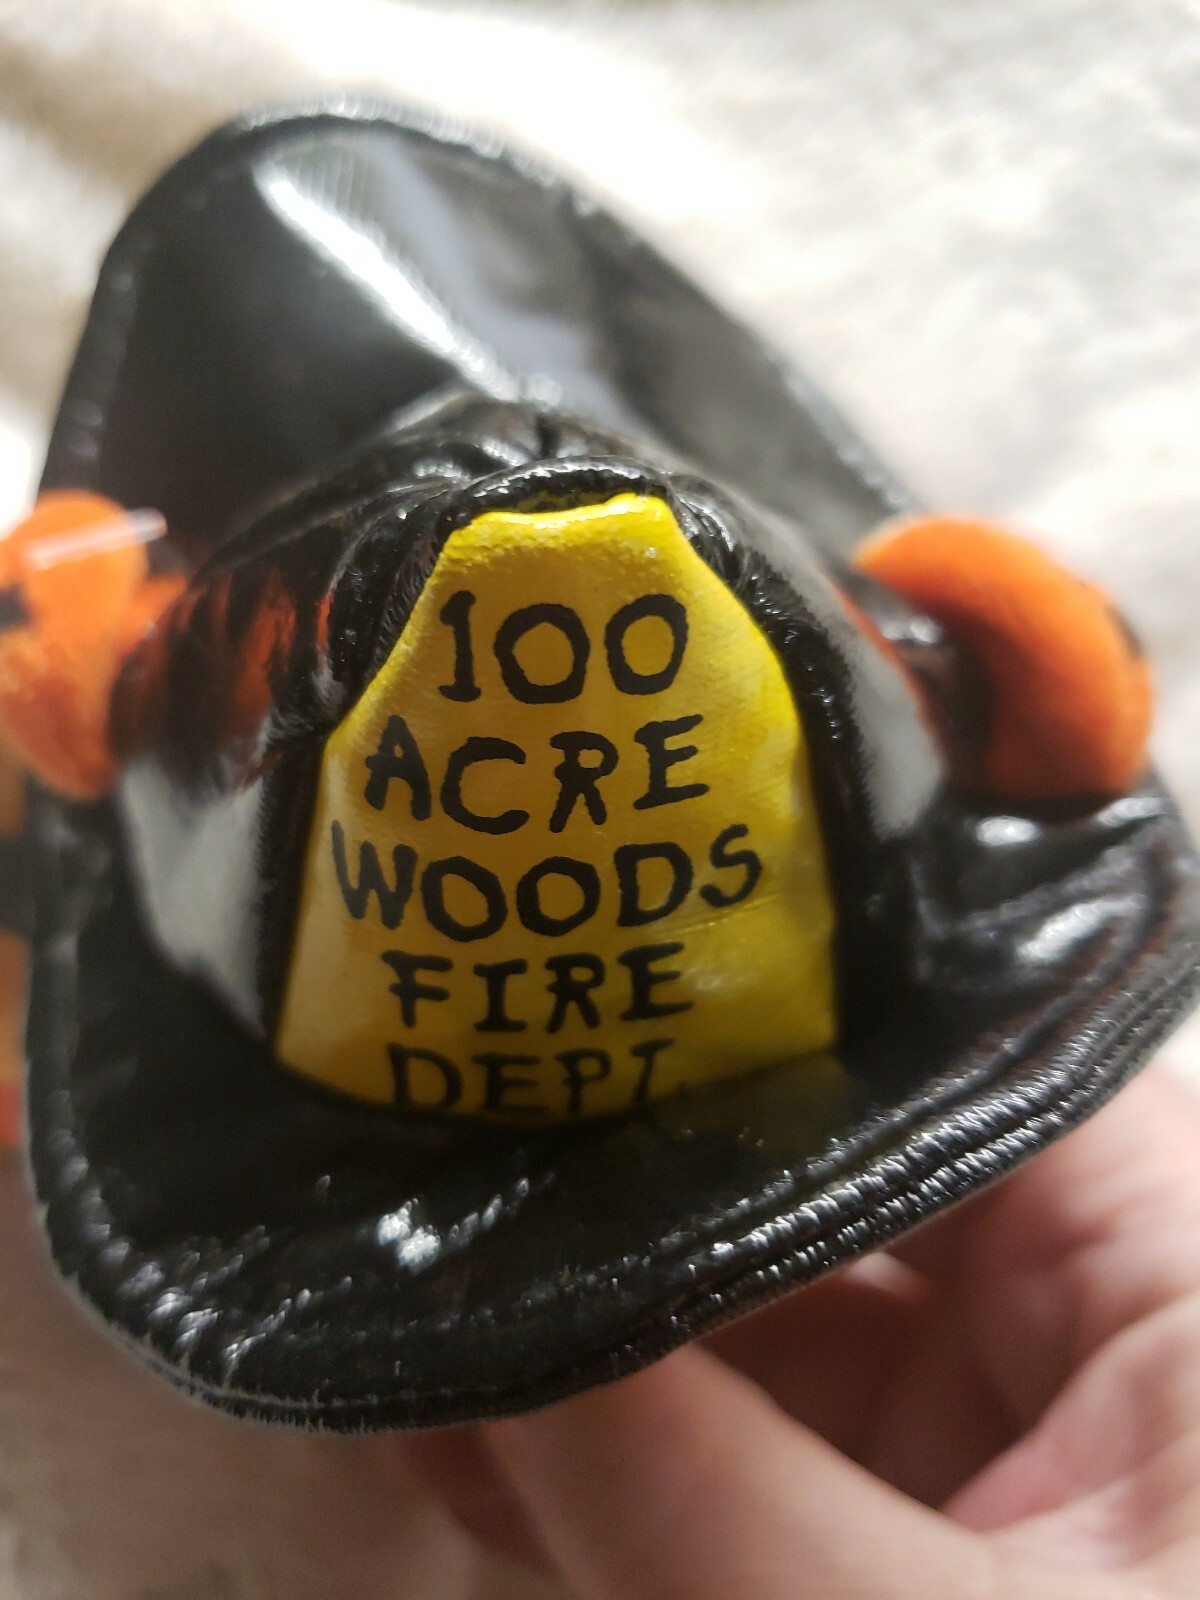 100
ACRE
WOODS
FIRE
DEPT.